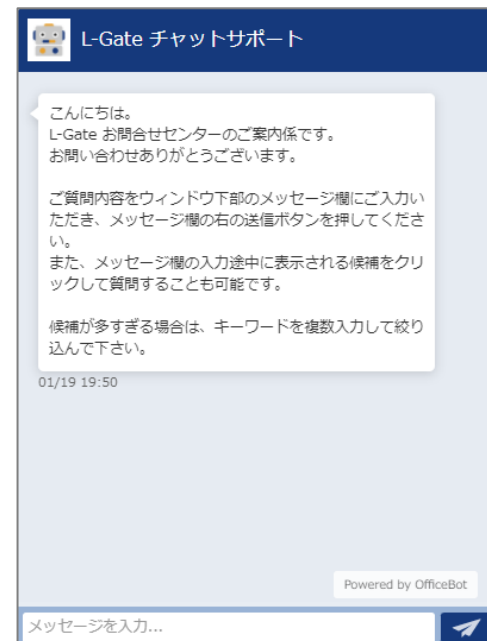 L-Gate チャットサポート
こんにちは。
L-Gate お問合せセンターのご案内係です。
お問い合わせありがとうございます。
ご質問内容をウィンドウ下部のメッセージ欄にご入力い
ただき、メッセージ欄の右の送信ボタンを押してくださ
い。
また、メッセージ欄の入力途中に表示される候補をクリ
ックして質問することも可能です。
候補が多すぎる場合は、キーワードを複数入力して絞り
込んで下さい。
01/19 19:50
Powered by OfficeBot
メッセージを入力...